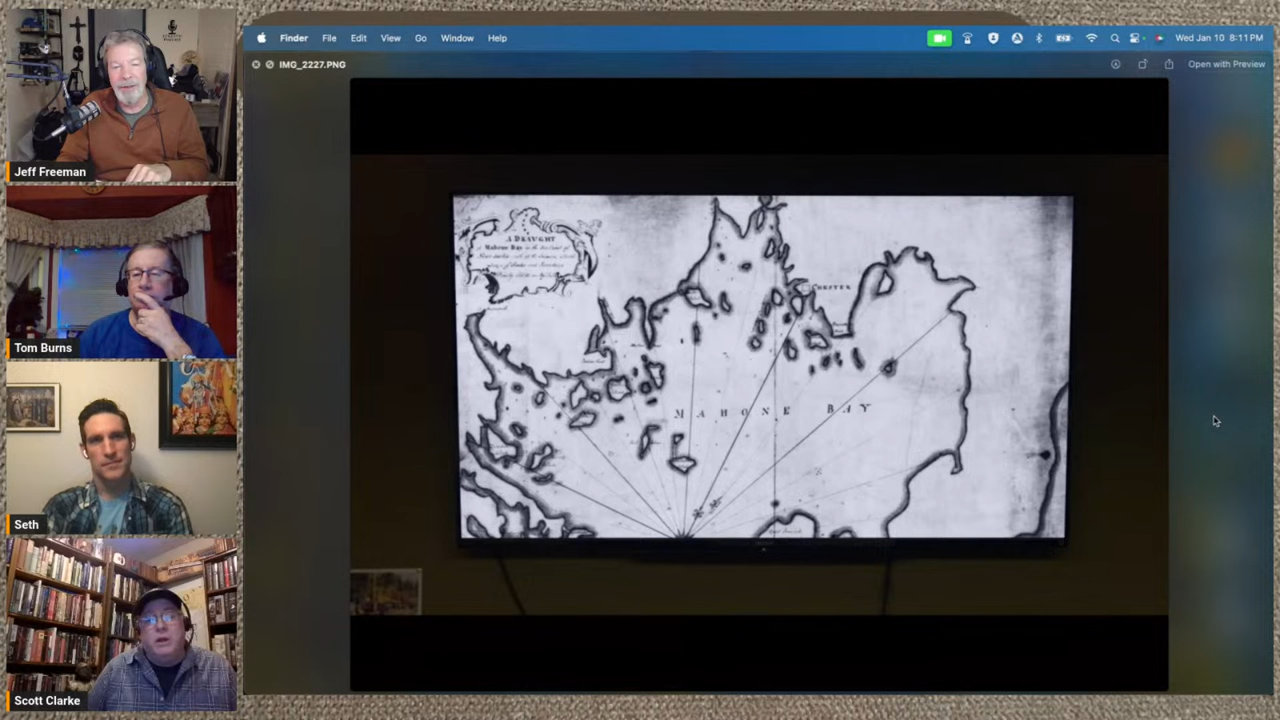 Jeff Freeman
Tom Burns
Seth
Scott Clarke
Finder File Edit View Go Window Help
Wed Jan 10 8:11 PM
IMG_2227.PNG
Open with Preview
A DRAUGHT
Mahone Bay
CHESTER
MAHONE BAY